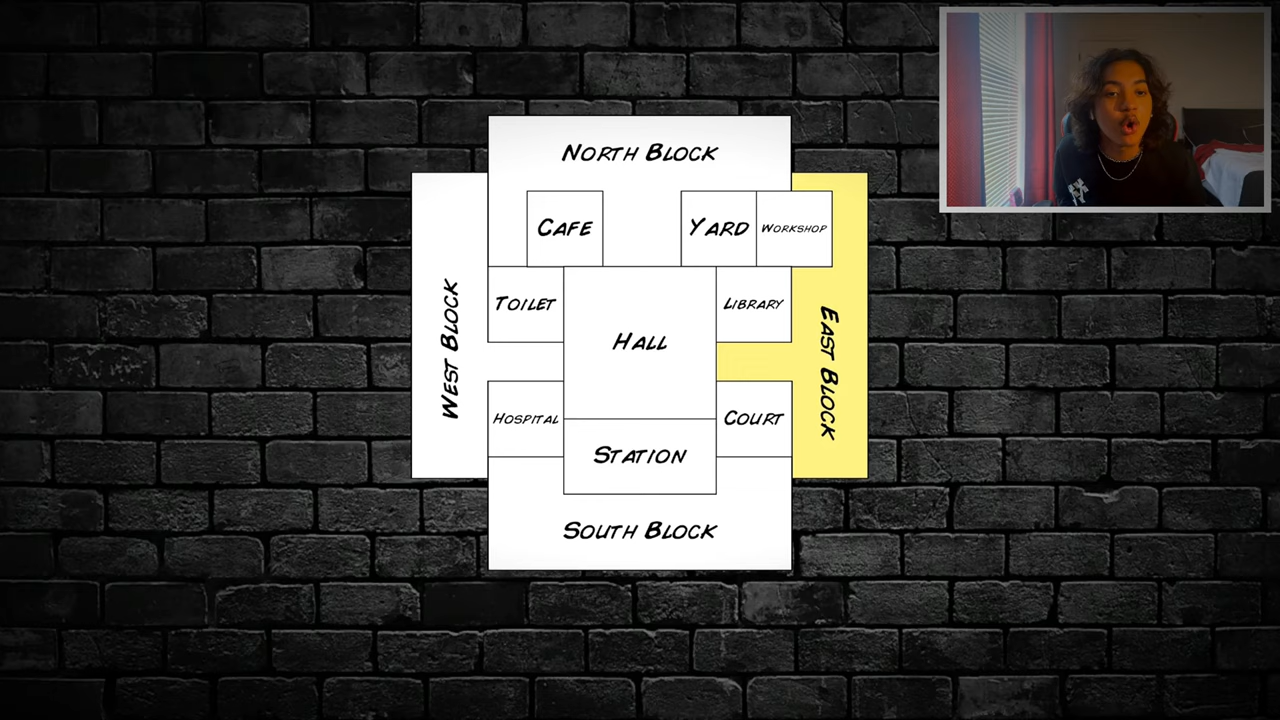 NORTH BLOCK
CAFE
YARD
WORKSHOP
TOILET
LIBRARY
HALL
WEST BLOCK
EAST BLOCK
HOSPITAL
COURT
STATION
SOUTH BLOCK